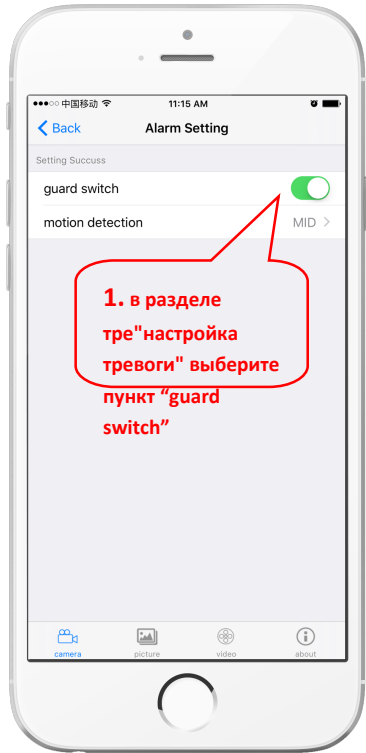 中国移动 11:15 AM
Back Alarm Setting
Setting Succuss
guard switch
motion detection MID
1. в разделе
тре"настройка
тревоги" выберите
пункт “guard
switch”
camera picture video about